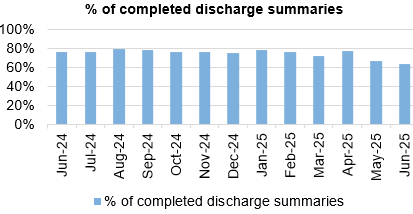 % of completed discharge summaries
100%
80%
60%
40%
20%
0%
Jun-24
Jul-24
Aug-24
Sep-24
Oct-24
Nov-24
Dec-24
Jan-25
Feb-25
Mar-25
Apr-25
May-25
Jun-25
% of completed discharge summaries